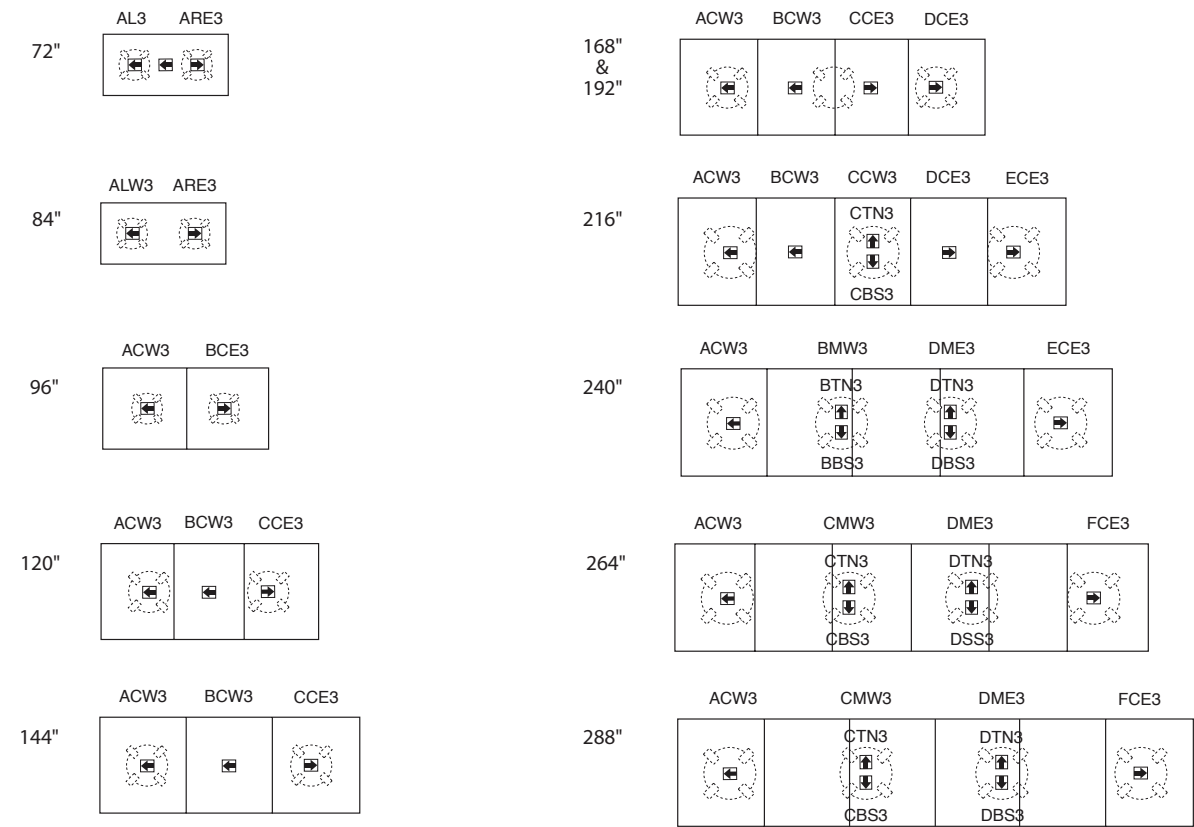 AL3 ARE3
72"
ALW3 ARE3
84"
ACW3 BCE3
96"
ACW3 BCW3 CCE3
120"
ACW3 BCW3 CCE3
144"
ACW3 BCW3 CCE3 DCE3
168"
&
192"
ACW3 BCW3 CCW3 DCE3 ECE3
216"
CTN3
CBS3
ACW3 BMW3 DME3 ECE3
240"
BTN3 DTN3
BBS3 DBS3
ACW3 CMW3 DME3 FCE3
264"
CTN3 DTN3
CBS3 DSS3
ACW3 CMW3 DME3 FCE3
288"
CTN3 DTN3
CBS3 DBS3